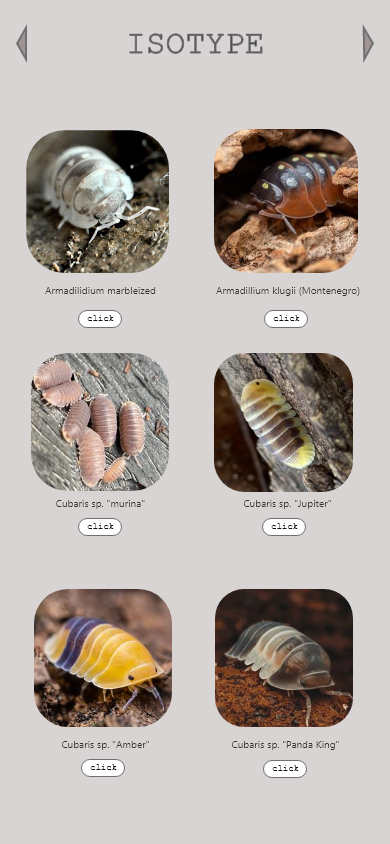 ISOTYPE
Armadilidium marbleized
Armadillium klugii (Montenegro)
click
click
Cubaris sp. "murina"
Cubaris sp. "Jupiter"
click
click
Cubaris sp. "Amber"
Cubaris sp. "Panda King"
click
click